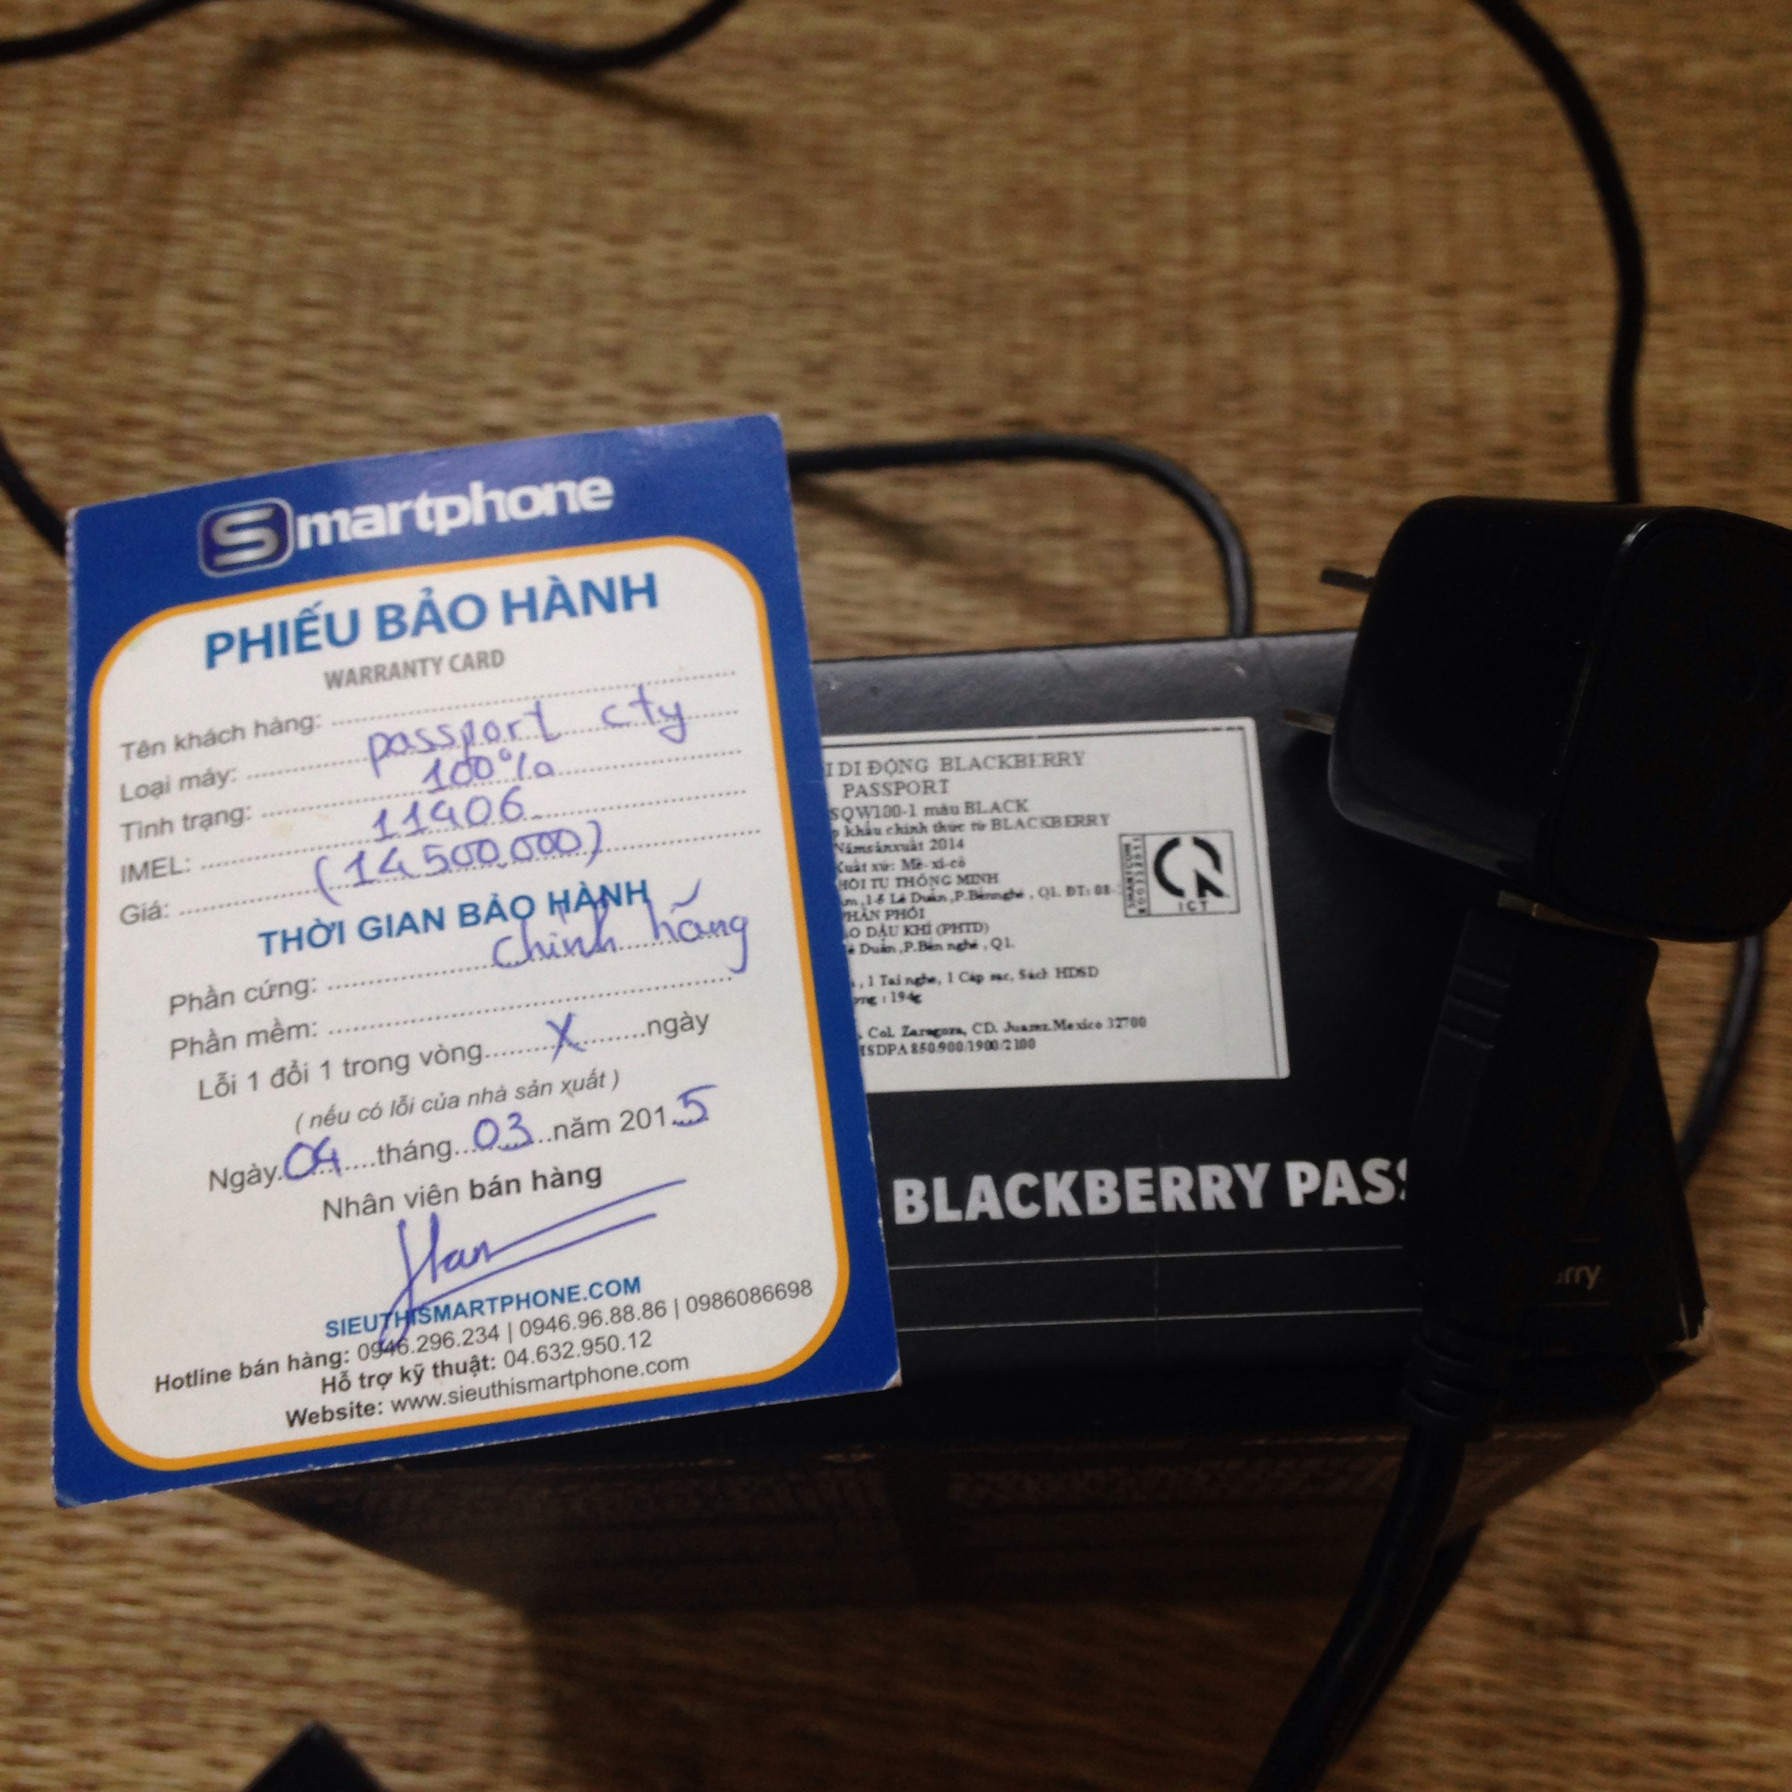 Smartphone
PHIẾU BẢO HÀNH
WARRANTY CARD
Tên khách hàng:
Loại máy: passport cty
Tình trạng: 100%
IMEL: 11406
Giá: (14500.000)
THỜI GIAN BẢO HÀNH
Phần cứng: chính hãng
Phần mềm:
Lỗi 1 đổi 1 trong vòng X ngày
( nếu có lỗi của nhà sản xuất )
Ngày 04 tháng 03 năm 2015
Nhân viên bán hàng
SIEUTHISMARTPHONE.COM
Hotline bán hàng: 0946.296.234 | 0946.96.88.86 | 0986086698
Hỗ trợ kỹ thuật: 04.632.950.12
Website: www.sieuthismartphone.com
I DI ĐỘNG BLACKBERRY
PASSPORT
SQW100-1 màu BLACK
khẩu chính thức từ BLACKBERRY
Năm sản xuất 2014
Xuất xứ: Mê-xi-cô
TU THÔNG MINH
1-5 Lê Duẩn ,P.Bến nghé , Q1. ĐT: 08-
PHÂN PHỐI
DẦU KHÍ (PHTD)
Duẩn ,P.Bến nghé , Q1.
, 1 Tai nghe, 1 Cáp sạc, Sách HDSD
: 194g
, Col. Zaragoza, CD. Juarez.Mexico 32700
HSDPA 850/900/1900/2100
ICT
BLACKBERRY PASS
rry